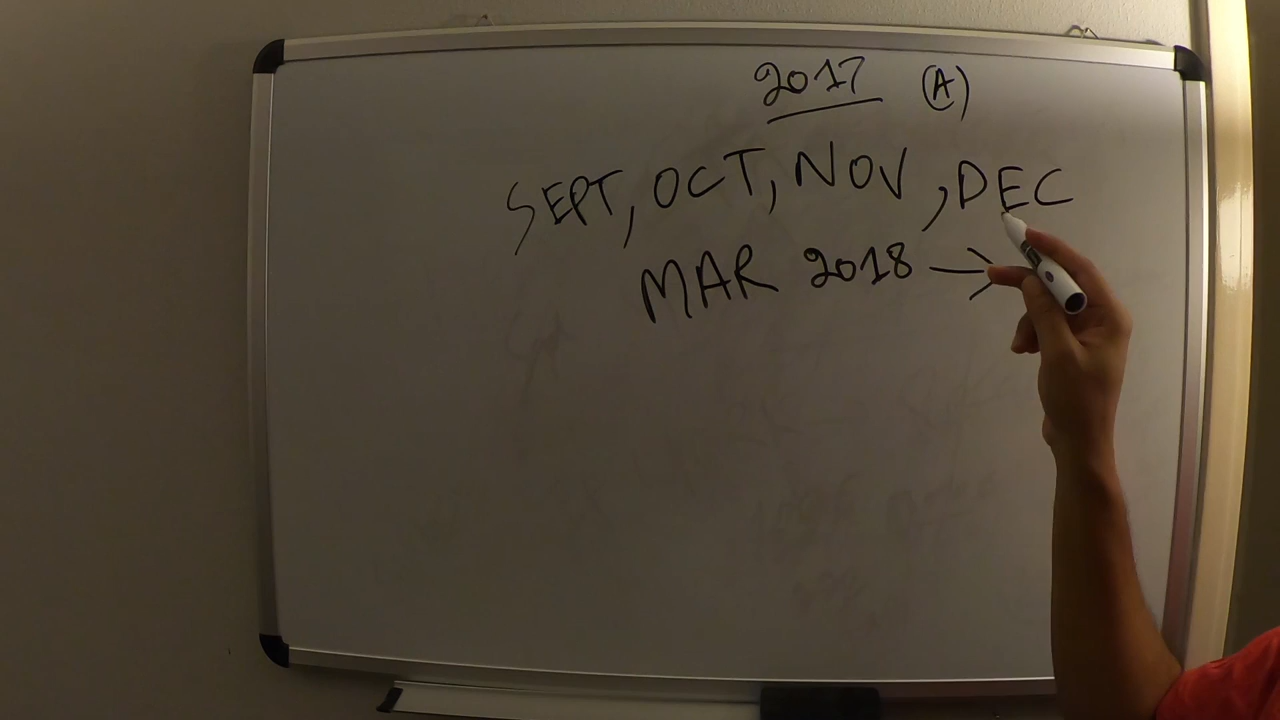 2017 (A)
SEPT, OCT, NOV, DEC
MAR 2018 →